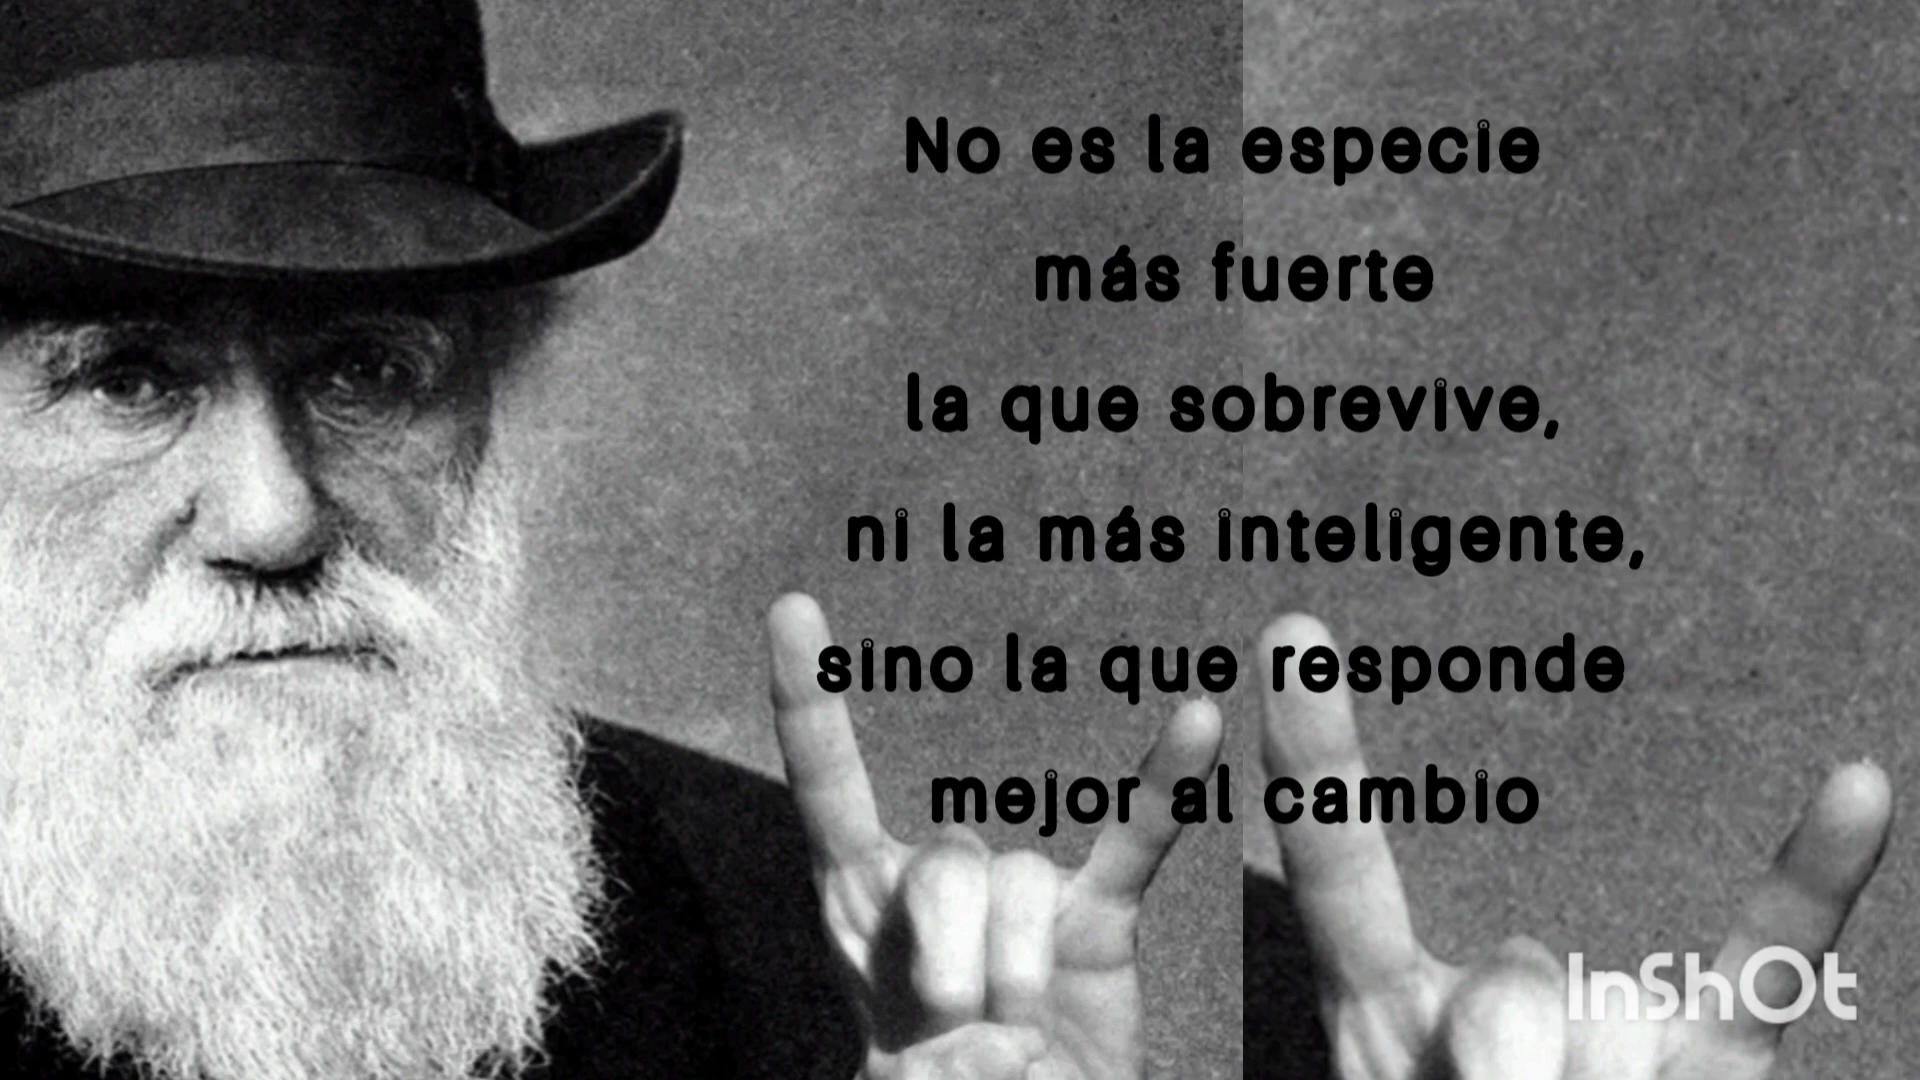 No es la especie
más fuerte
la que sobrevive,
ni la más inteligente,
sino la que responde
mejor al cambio
InShOt